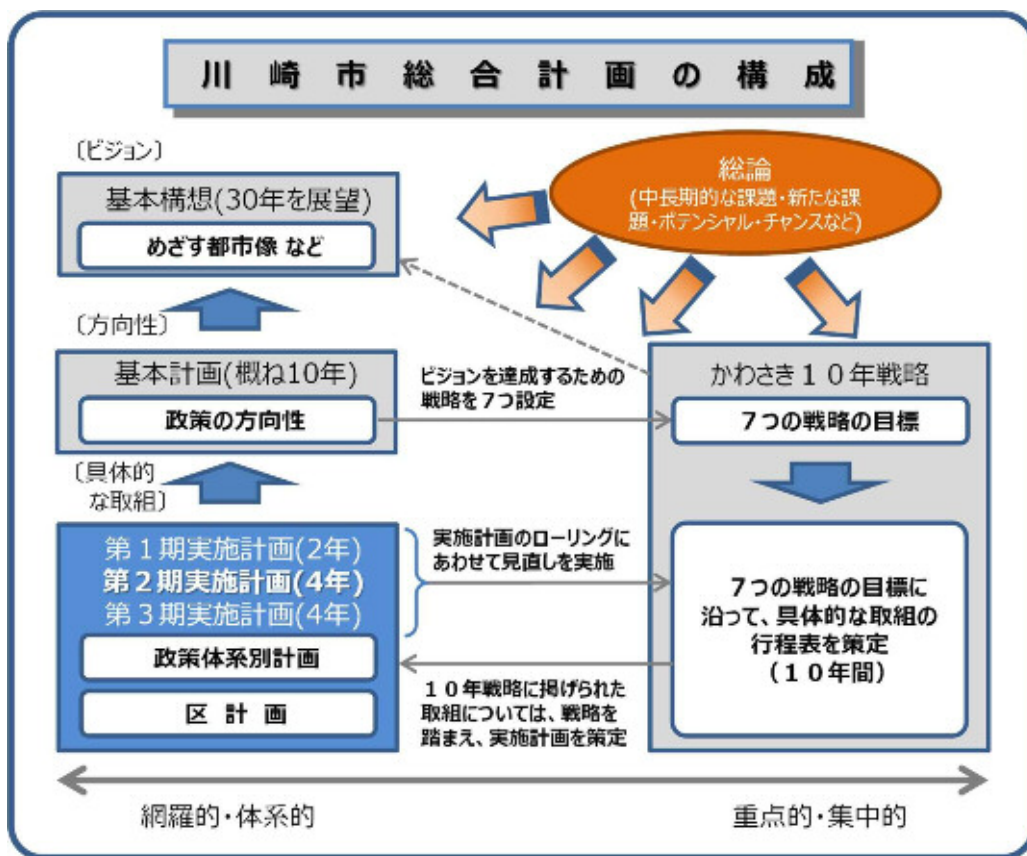 川崎市総合計画の構成
〔ビジョン〕
基本構想(30年を展望)
めざす都市像 など
総論
(中長期的な課題・新たな課
題・ポテンシャル・チャンスなど)
〔方向性〕
基本計画(概ね10年)
政策の方向性
ビジョンを達成するための
戦略を7つ設定
かわさき10年戦略
7つの戦略の目標
〔具体的
な取組〕
第1期実施計画(2年)
第2期実施計画(4年)
第3期実施計画(4年)
政策体系別計画
区 計 画
実施計画のローリングに
あわせて見直しを実施
10年戦略に掲げられた
取組については、戦略を
踏まえ、実施計画を策定
7つの戦略の目標に
沿って、具体的な取組の
行程表を策定
(10年間)
網羅的・体系的
重点的・集中的